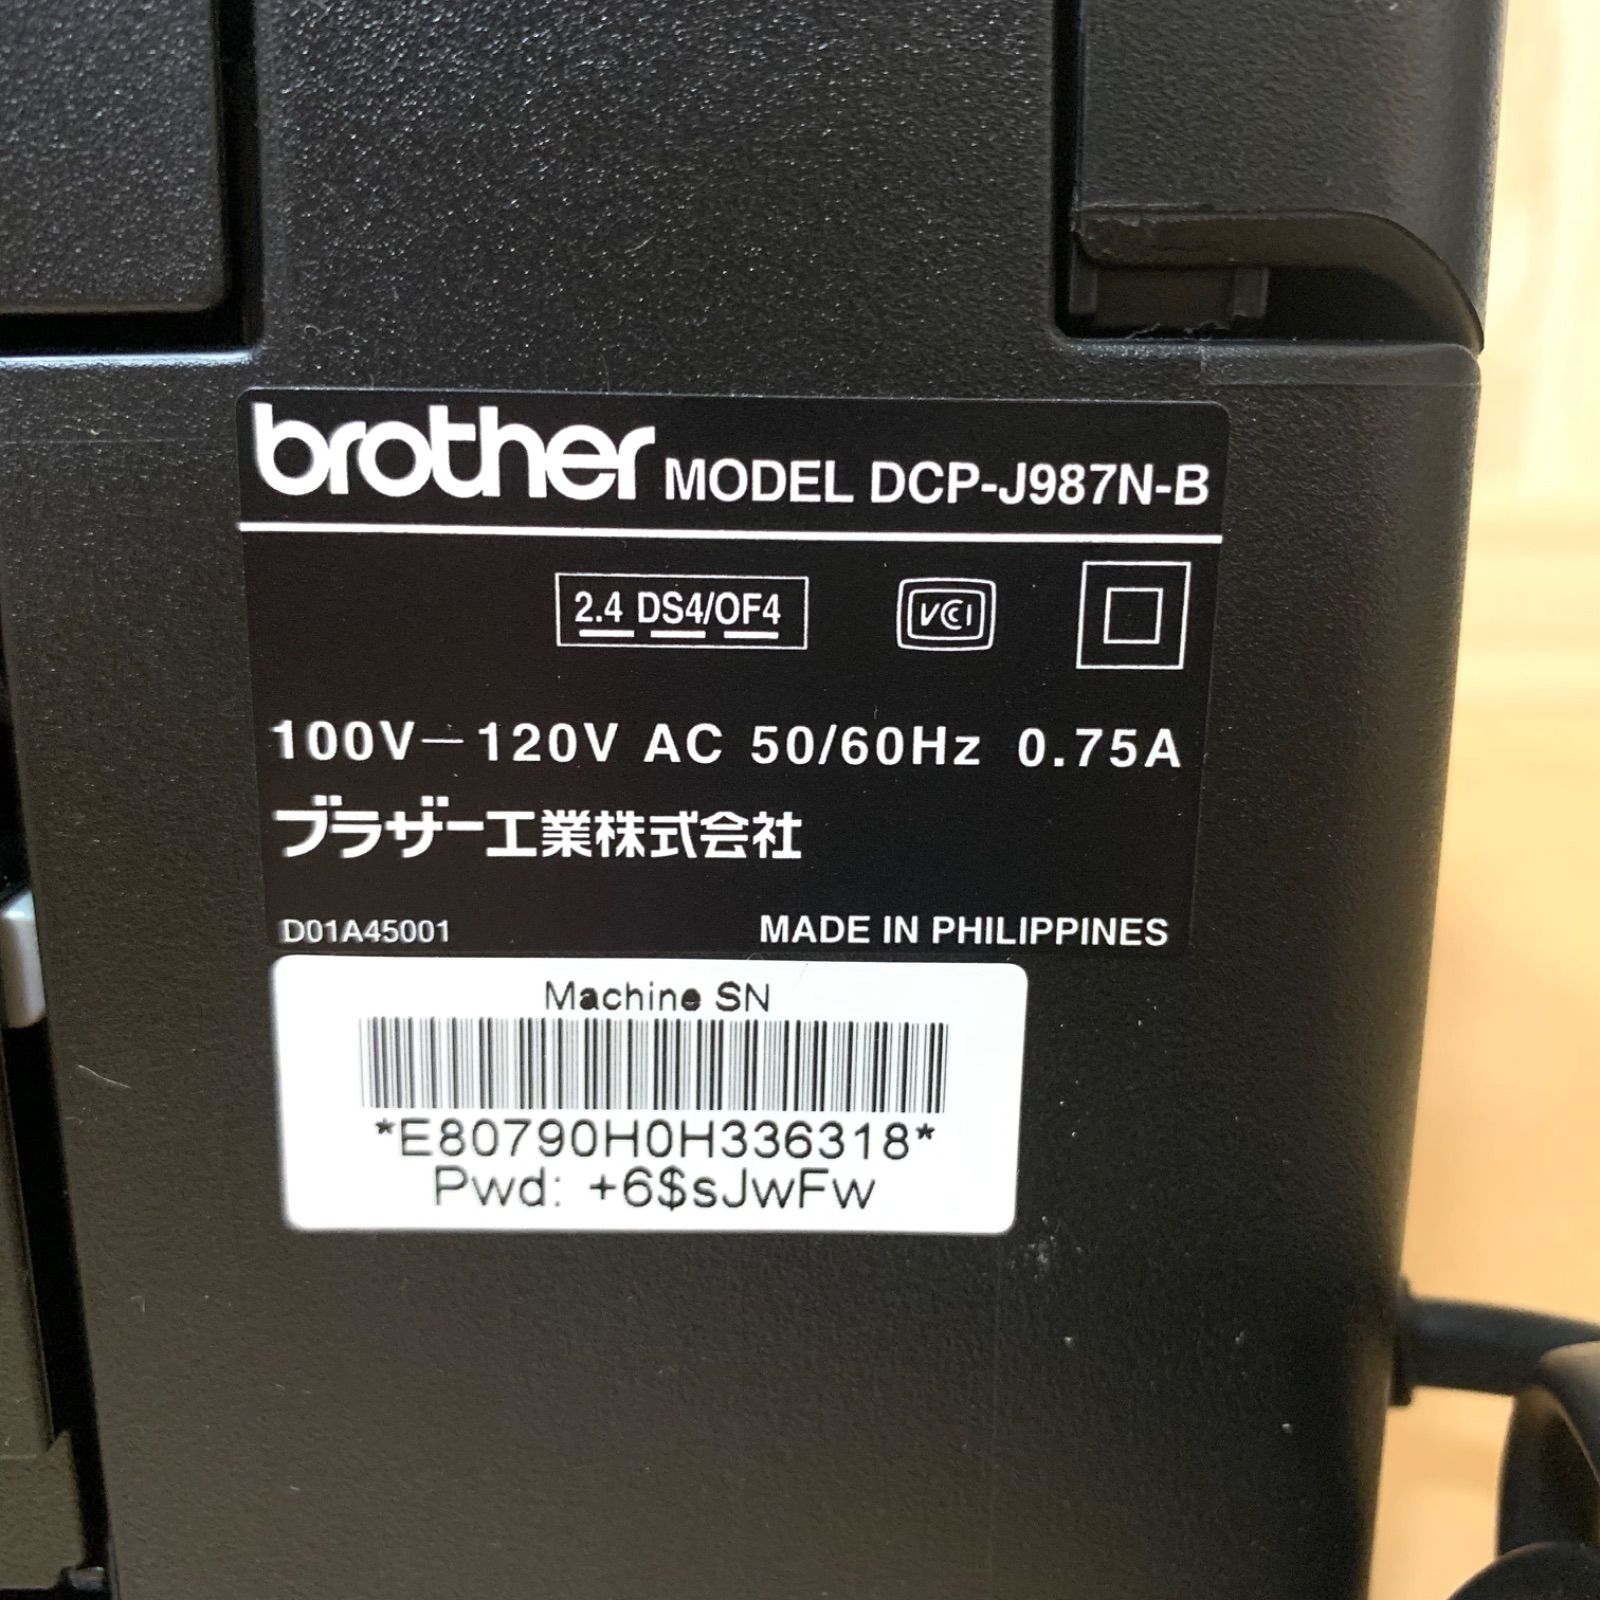 brother MODEL DCP-J987N-B
2.4 DS4/OF4 VCCI
100V－120V AC 50/60Hz 0.75A
ブラザー工業株式会社
D01A45001 MADE IN PHILIPPINES
Machine SN
*E80790H0H336318*
Pwd: +6$sJwFw